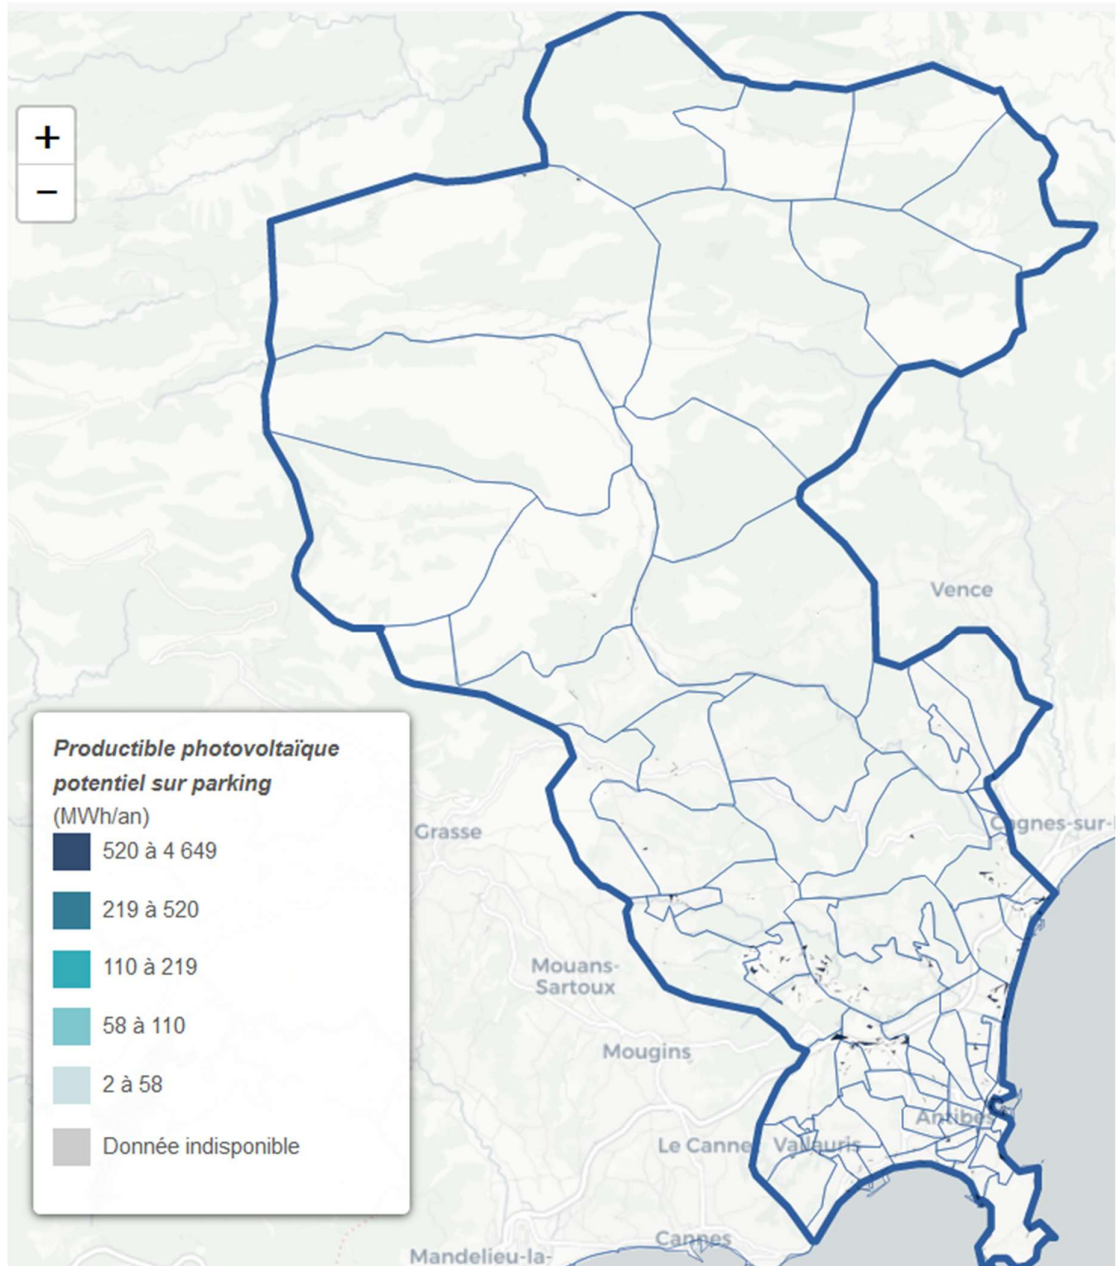 +
−
Vence
Productible photovoltaïque
potentiel sur parking
(MWh/an)
520 à 4 649
219 à 520
110 à 219
58 à 110
2 à 58
Donnée indisponible
Grasse
Cagnes-sur-
Mouans-
Sartoux
Mougins
Antibes
Le Canne
Vallauris
Cannes
Mandelieu-la-